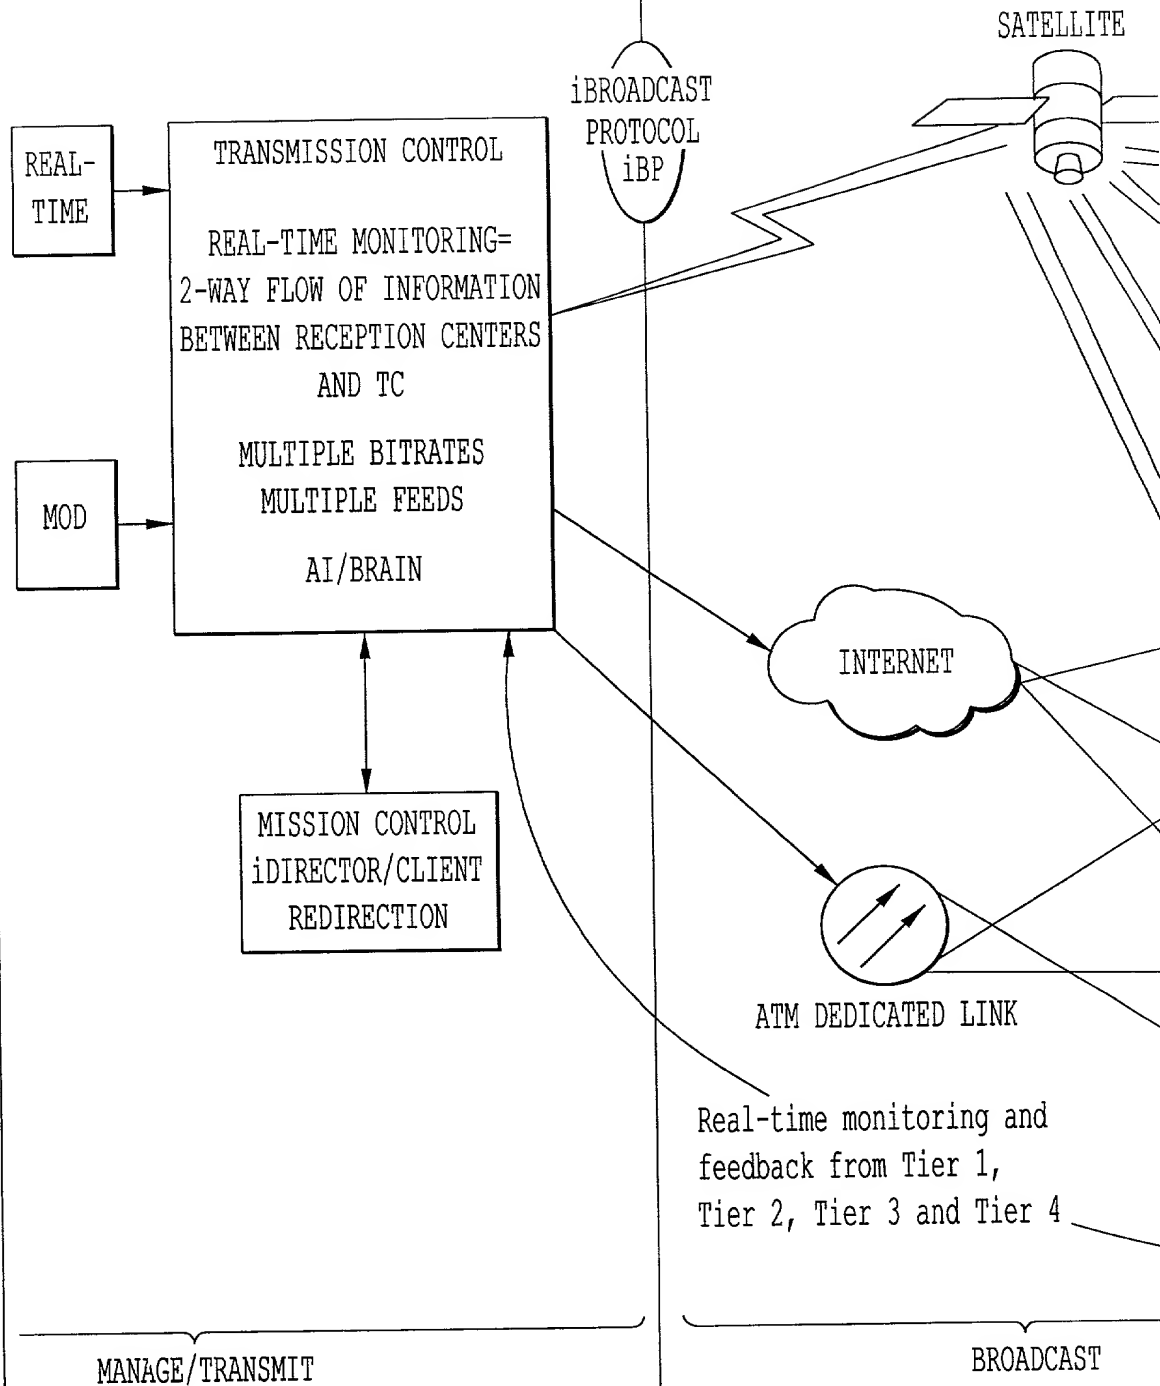 SATELLITE
iBROADCAST
PROTOCOL
iBP
REAL-
TIME
TRANSMISSION CONTROL
REAL-TIME MONITORING=
2-WAY FLOW OF INFORMATION
BETWEEN RECEPTION CENTERS
AND TC
MULTIPLE BITRATES
MULTIPLE FEEDS
AI/BRAIN
MOD
INTERNET
MISSION CONTROL
iDIRECTOR/CLIENT
REDIRECTION
ATM DEDICATED LINK
Real-time monitoring and
feedback from Tier 1,
Tier 2, Tier 3 and Tier 4
MANAGE/TRANSMIT
BROADCAST